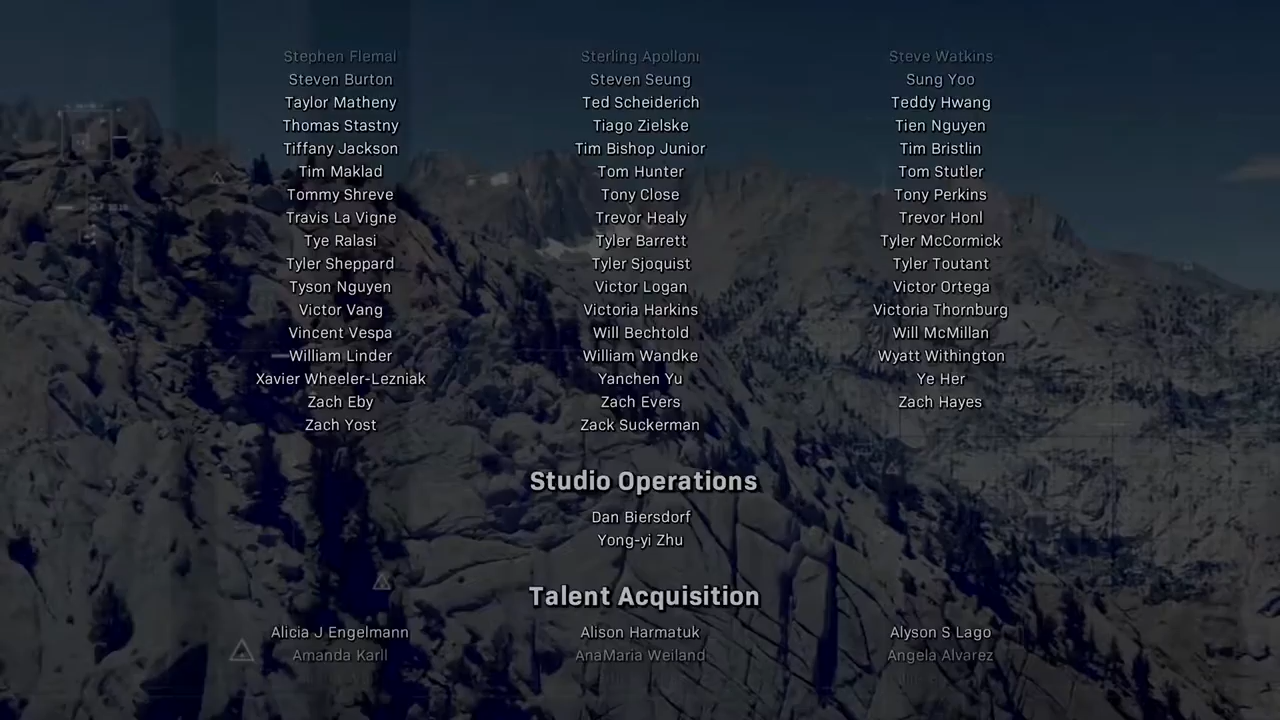 Stephen Flemal Sterling Apolloni Steve Watkins
Steven Burton Steven Seung Sung Yoo
Taylor Matheny Ted Scheiderich Teddy Hwang
Thomas Stastny Tiago Zielske Tien Nguyen
Tiffany Jackson Tim Bishop Junior Tim Bristlin
Tim Maklad Tom Hunter Tom Stutler
Tommy Shreve Tony Close Tony Perkins
Travis La Vigne Trevor Healy Trevor Honl
Tye Ralasi Tyler Barrett Tyler McCormick
Tyler Sheppard Tyler Sjoquist Tyler Toutant
Tyson Nguyen Victor Logan Victor Ortega
Victor Vang Victoria Harkins Victoria Thornburg
Vincent Vespa Will Bechtold Will McMillan
William Linder William Wandke Wyatt Withington
Xavier Wheeler-Lezniak Yanchen Yu Ye Her
Zach Eby Zach Evers Zach Hayes
Zach Yost Zack Suckerman
Studio Operations
Dan Biersdorf
Yong-yi Zhu
Talent Acquisition
Alicia J Engelmann Alison Harmatuk Alyson S Lago
Amanda Karll AnaMaria Weiland Angela Alvarez